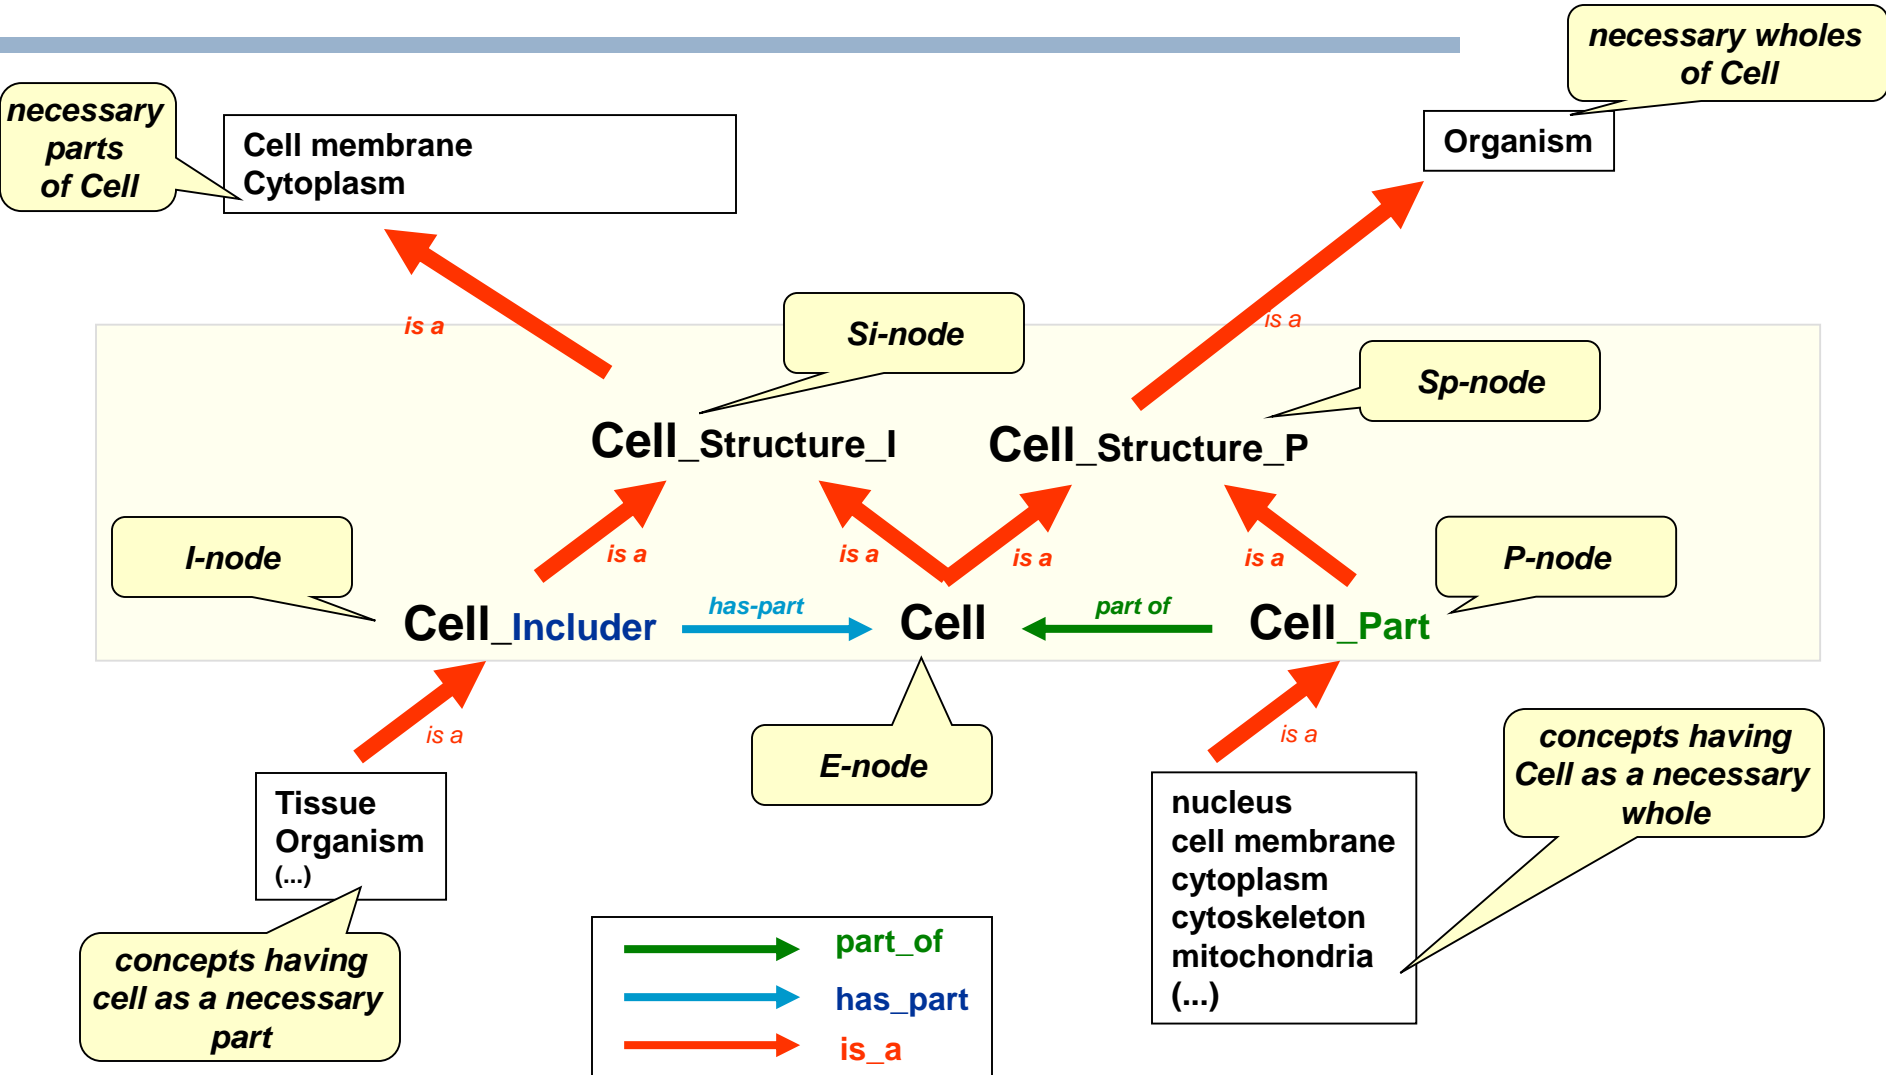 necessary wholes
of Cell
necessary
parts
of Cell
Cell membrane
Cytoplasm
Organism
is a
is a
Si-node
Sp-node
Cell_Structure_I
Cell_Structure_P
I-node
is a
is a
is a
is a
P-node
Cell_Includer
has-part
Cell
part of
Cell_Part
is a
is a
E-node
concepts having
Cell as a necessary
whole
Tissue
Organism
(...)
nucleus
cell membrane
cytoplasm
cytoskeleton
mitochondria
(...)
concepts having
cell as a necessary
part
part_of
has_part
is_a